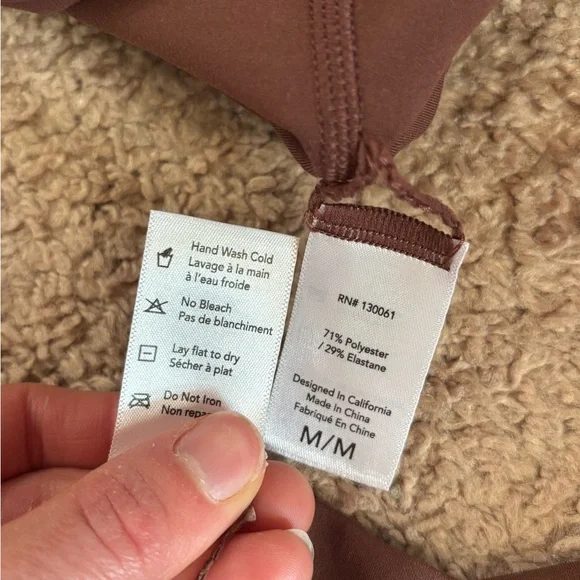 Hand Wash Cold
Lavage à la main
à l'eau froide
No Bleach
Pas de blanchiment
Lay flat to dry
Sécher à plat
Do Not Iron
Non
RN# 130061
71% Polyester
/ 29% Elastane
Designed In California
Made In China
Fabriqué En Chine
M/M